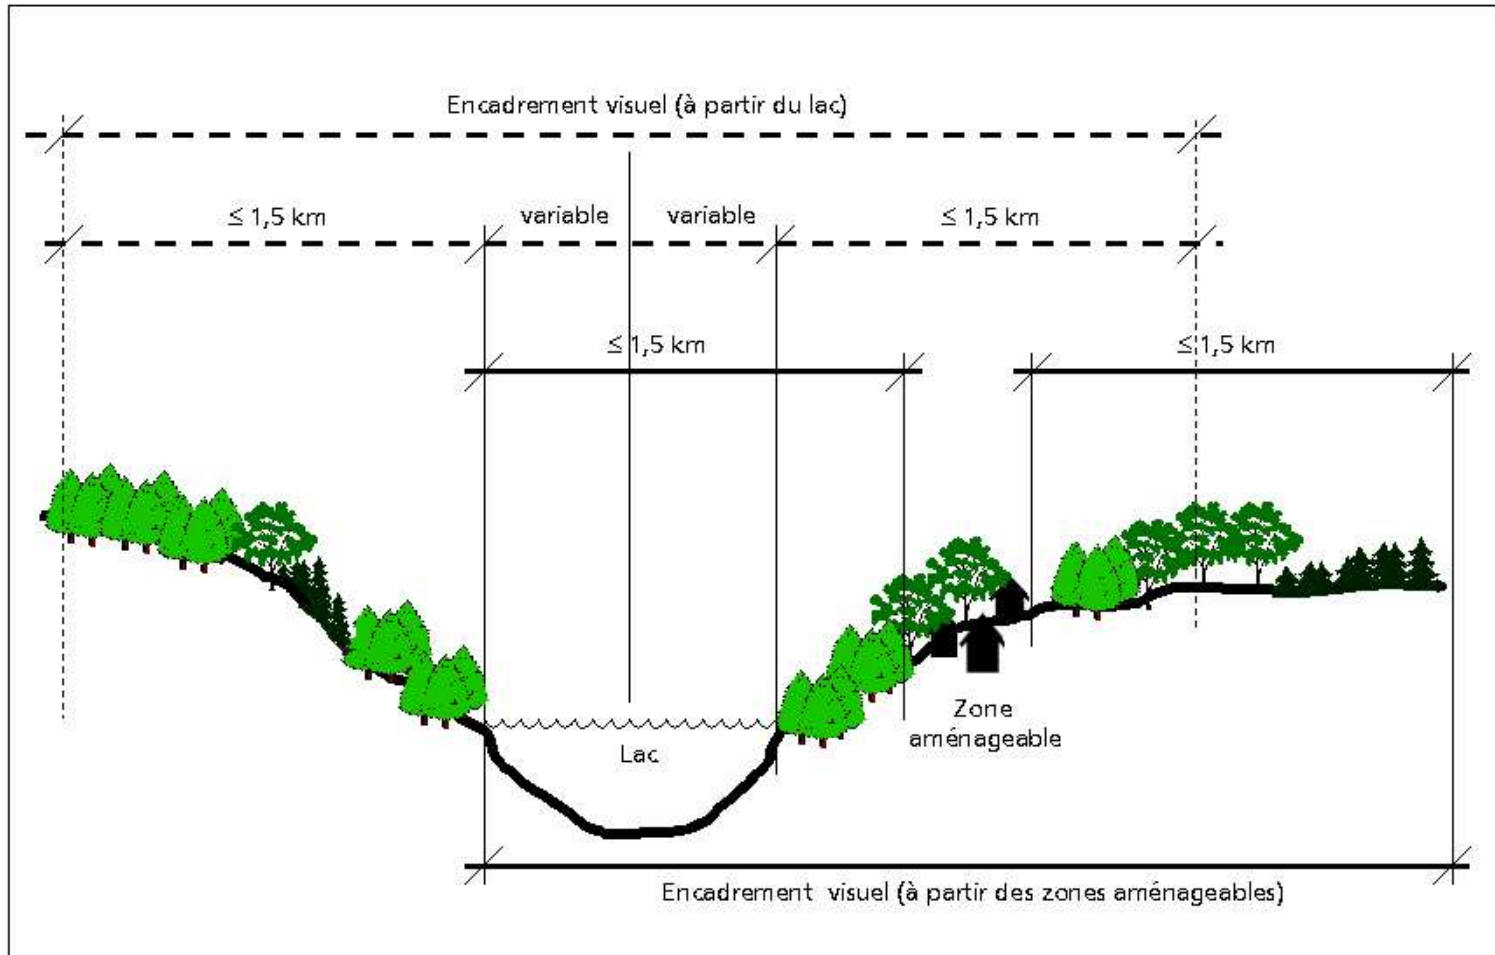 Encadrement visuel (à partir du lac)
≤ 1,5 km
variable
variable
≤ 1,5 km
≤ 1,5 km
≤ 1,5 km
Zone
aménageable
Lac
Encadrement visuel (à partir des zones aménageables)